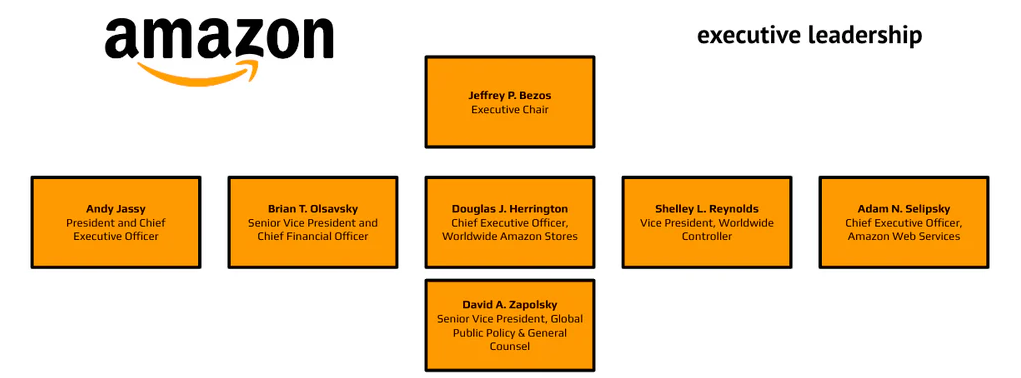 amazon
executive leadership
Jeffrey P. Bezos
Executive Chair
Andy Jassy
President and Chief
Executive Officer
Brian T. Olsavsky
Senior Vice President and
Chief Financial Officer
Douglas J. Herrington
Chief Executive Officer,
Worldwide Amazon Stores
Shelley L. Reynolds
Vice President, Worldwide
Controller
Adam N. Selipsky
Chief Executive Officer,
Amazon Web Services
David A. Zapolsky
Senior Vice President, Global
Public Policy & General
Counsel